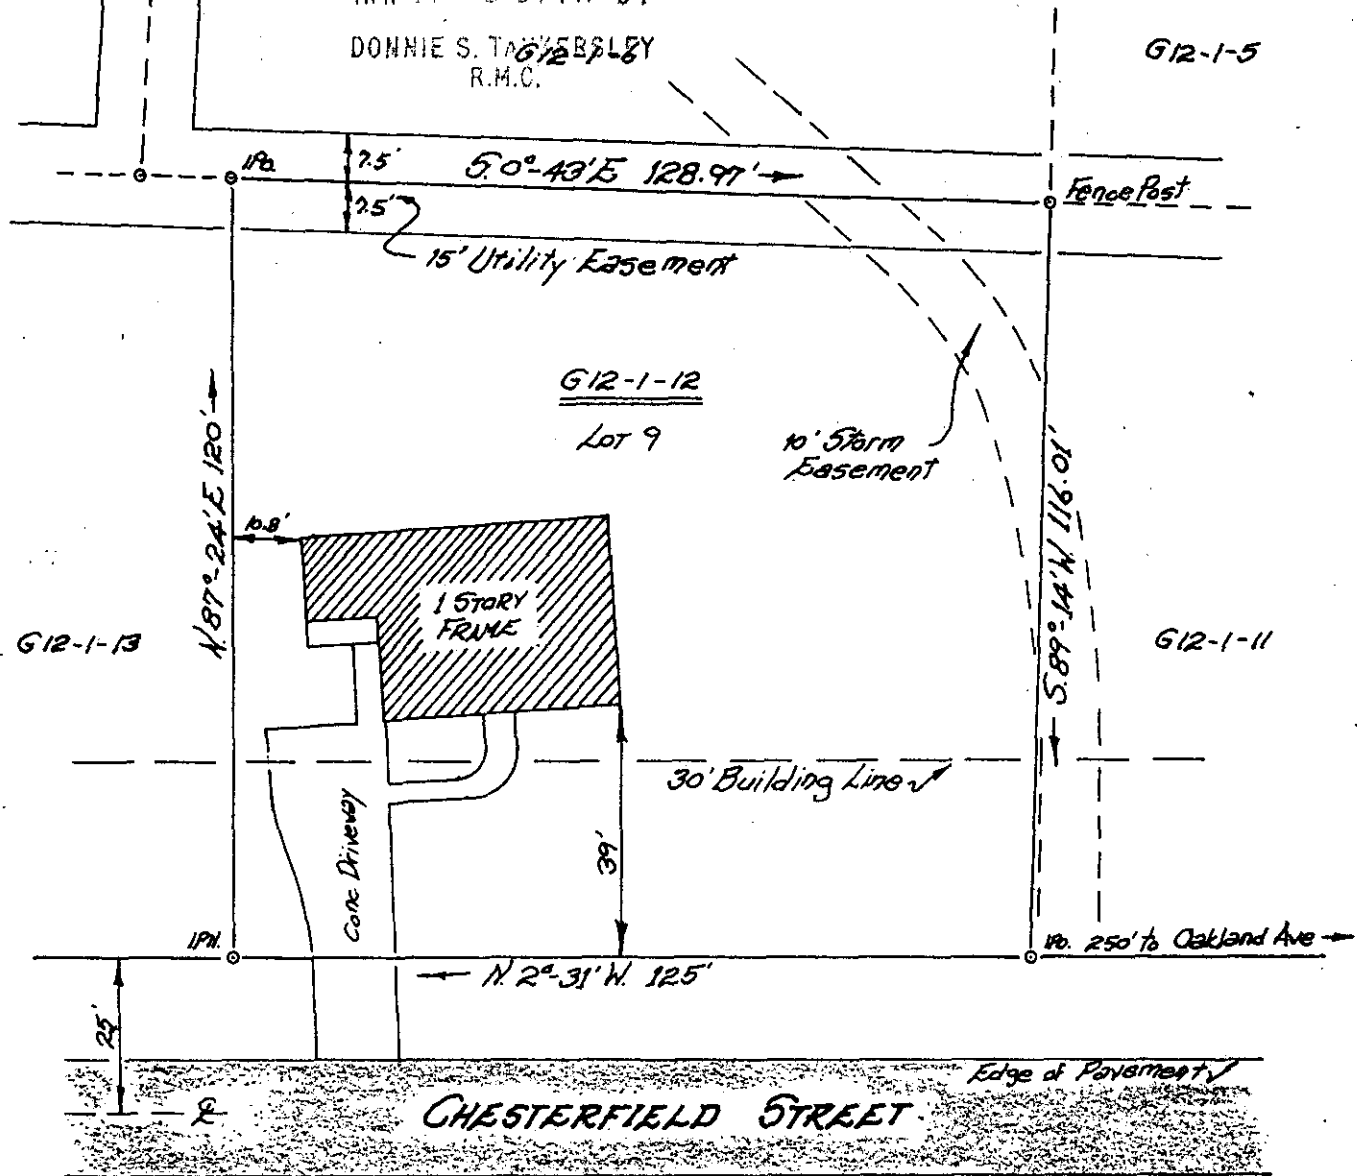 DONNIE S. TANKERSLEY
R.M.C.
G12-1-6
G12-1-5
I.P.O.
7.5'
S.0°-43'E 128.97'
Fence Post
7.5'
15' Utility Easement
G12-1-12
Lot 9
10' Storm
Easement
N.87°-24'E 120'
S.89°-14'W 116.01'
10.8'
1 STORY
FRAME
G12-1-13
G12-1-11
30' Building Line
39'
Conc Driveway
I.P.N.
I.P.O. 250' to Oakland Ave
N. 2°-31' W. 125'
25'
Edge of Pavement
CHESTERFIELD STREET